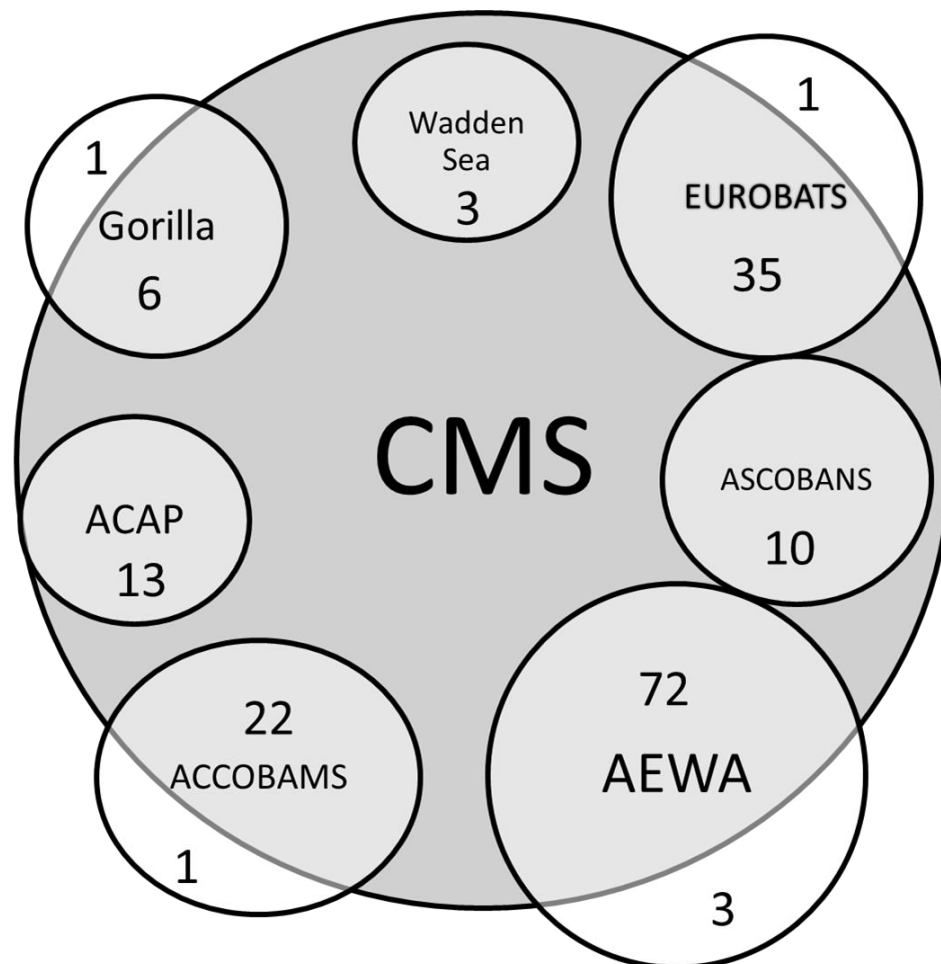 1
Gorilla
6
Wadden
Sea
3
1
EUROBATS
35
CMS
ACAP
13
ASCOBANS
10
22
ACCOBAMS
1
72
AEWA
3